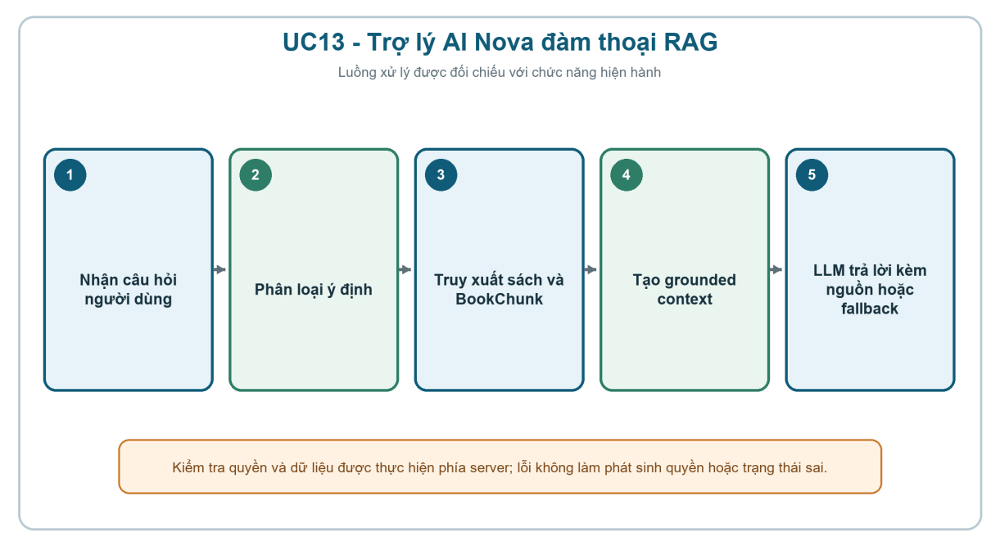 UC13 - Trợ lý AI Nova đàm thoại RAG
Luồng xử lý được đối chiếu với chức năng hiện hành
1
Nhận câu hỏi
người dùng
2
Phân loại ý định
3
Truy xuất sách và
BookChunk
4
Tạo grounded
context
5
LLM trả lời kèm
nguồn hoặc
fallback
Kiểm tra quyền và dữ liệu được thực hiện phía server; lỗi không làm phát sinh quyền hoặc trạng thái sai.